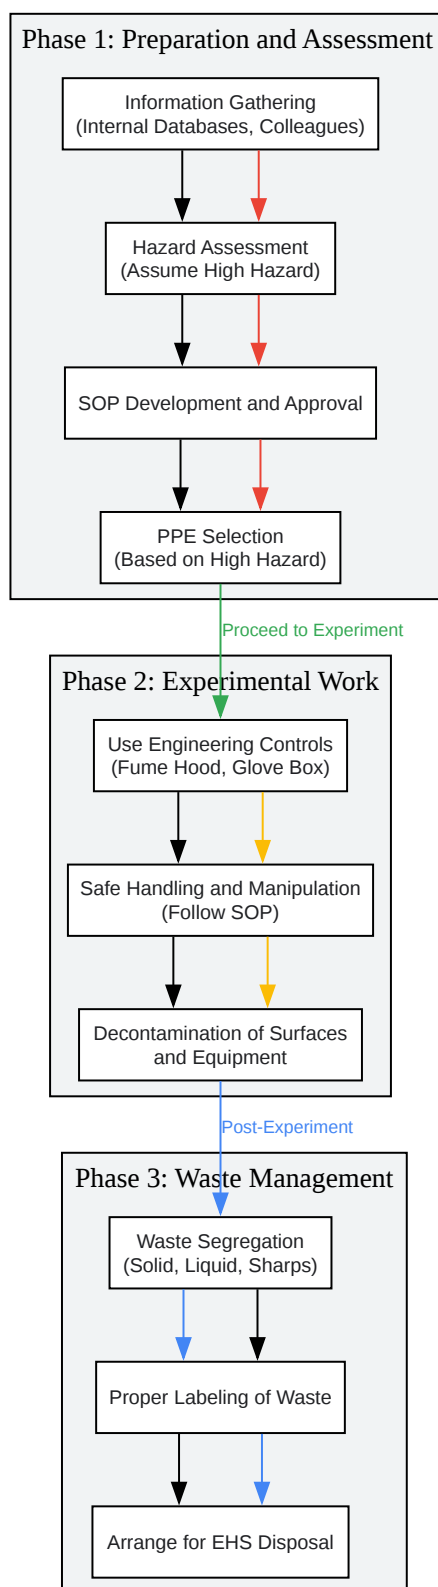 Phase 1: Preparation and Assessment
Information Gathering
(Internal Databases, Colleagues)
Hazard Assessment
(Assume High Hazard)
SOP Development and Approval
PPE Selection
(Based on High Hazard)
Proceed to Experiment
Phase 2: Experimental Work
Use Engineering Controls
(Fume Hood, Glove Box)
Safe Handling and Manipulation
(Follow SOP)
Decontamination of Surfaces
and Equipment
Post-Experiment
Phase 3: Waste Management
Waste Segregation
(Solid, Liquid, Sharps)
Proper Labeling of Waste
Arrange for EHS Disposal